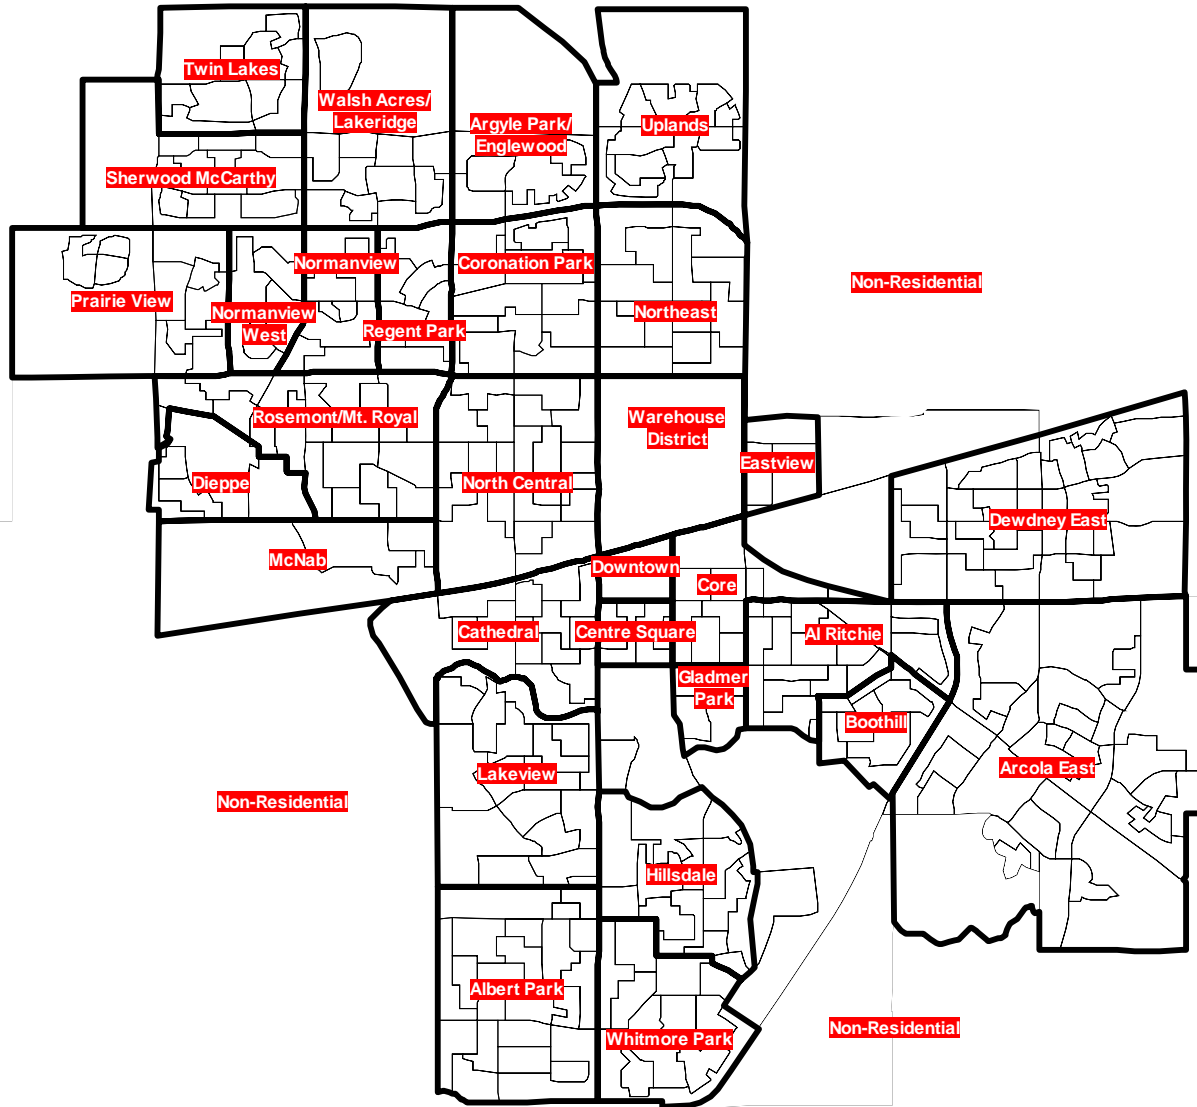 Twin Lakes
Walsh Acres/
Lakeridge
Argyle Park/
Englewood
Uplands
Sherwood McCarthy
Normanview
Coronation Park
Non-Residential
Prairie View
Normanview
West
Northeast
Regent Park
Rosemont/Mt. Royal
Warehouse
District
Eastview
Dieppe
North Central
Dewdney East
McNab
Downtown
Core
Cathedral
Centre Square
Al Ritchie
Gladmer
Park
Boothill
Lakeview
Arcola East
Non-Residential
Hillsdale
Albert Park
Non-Residential
Whitmore Park